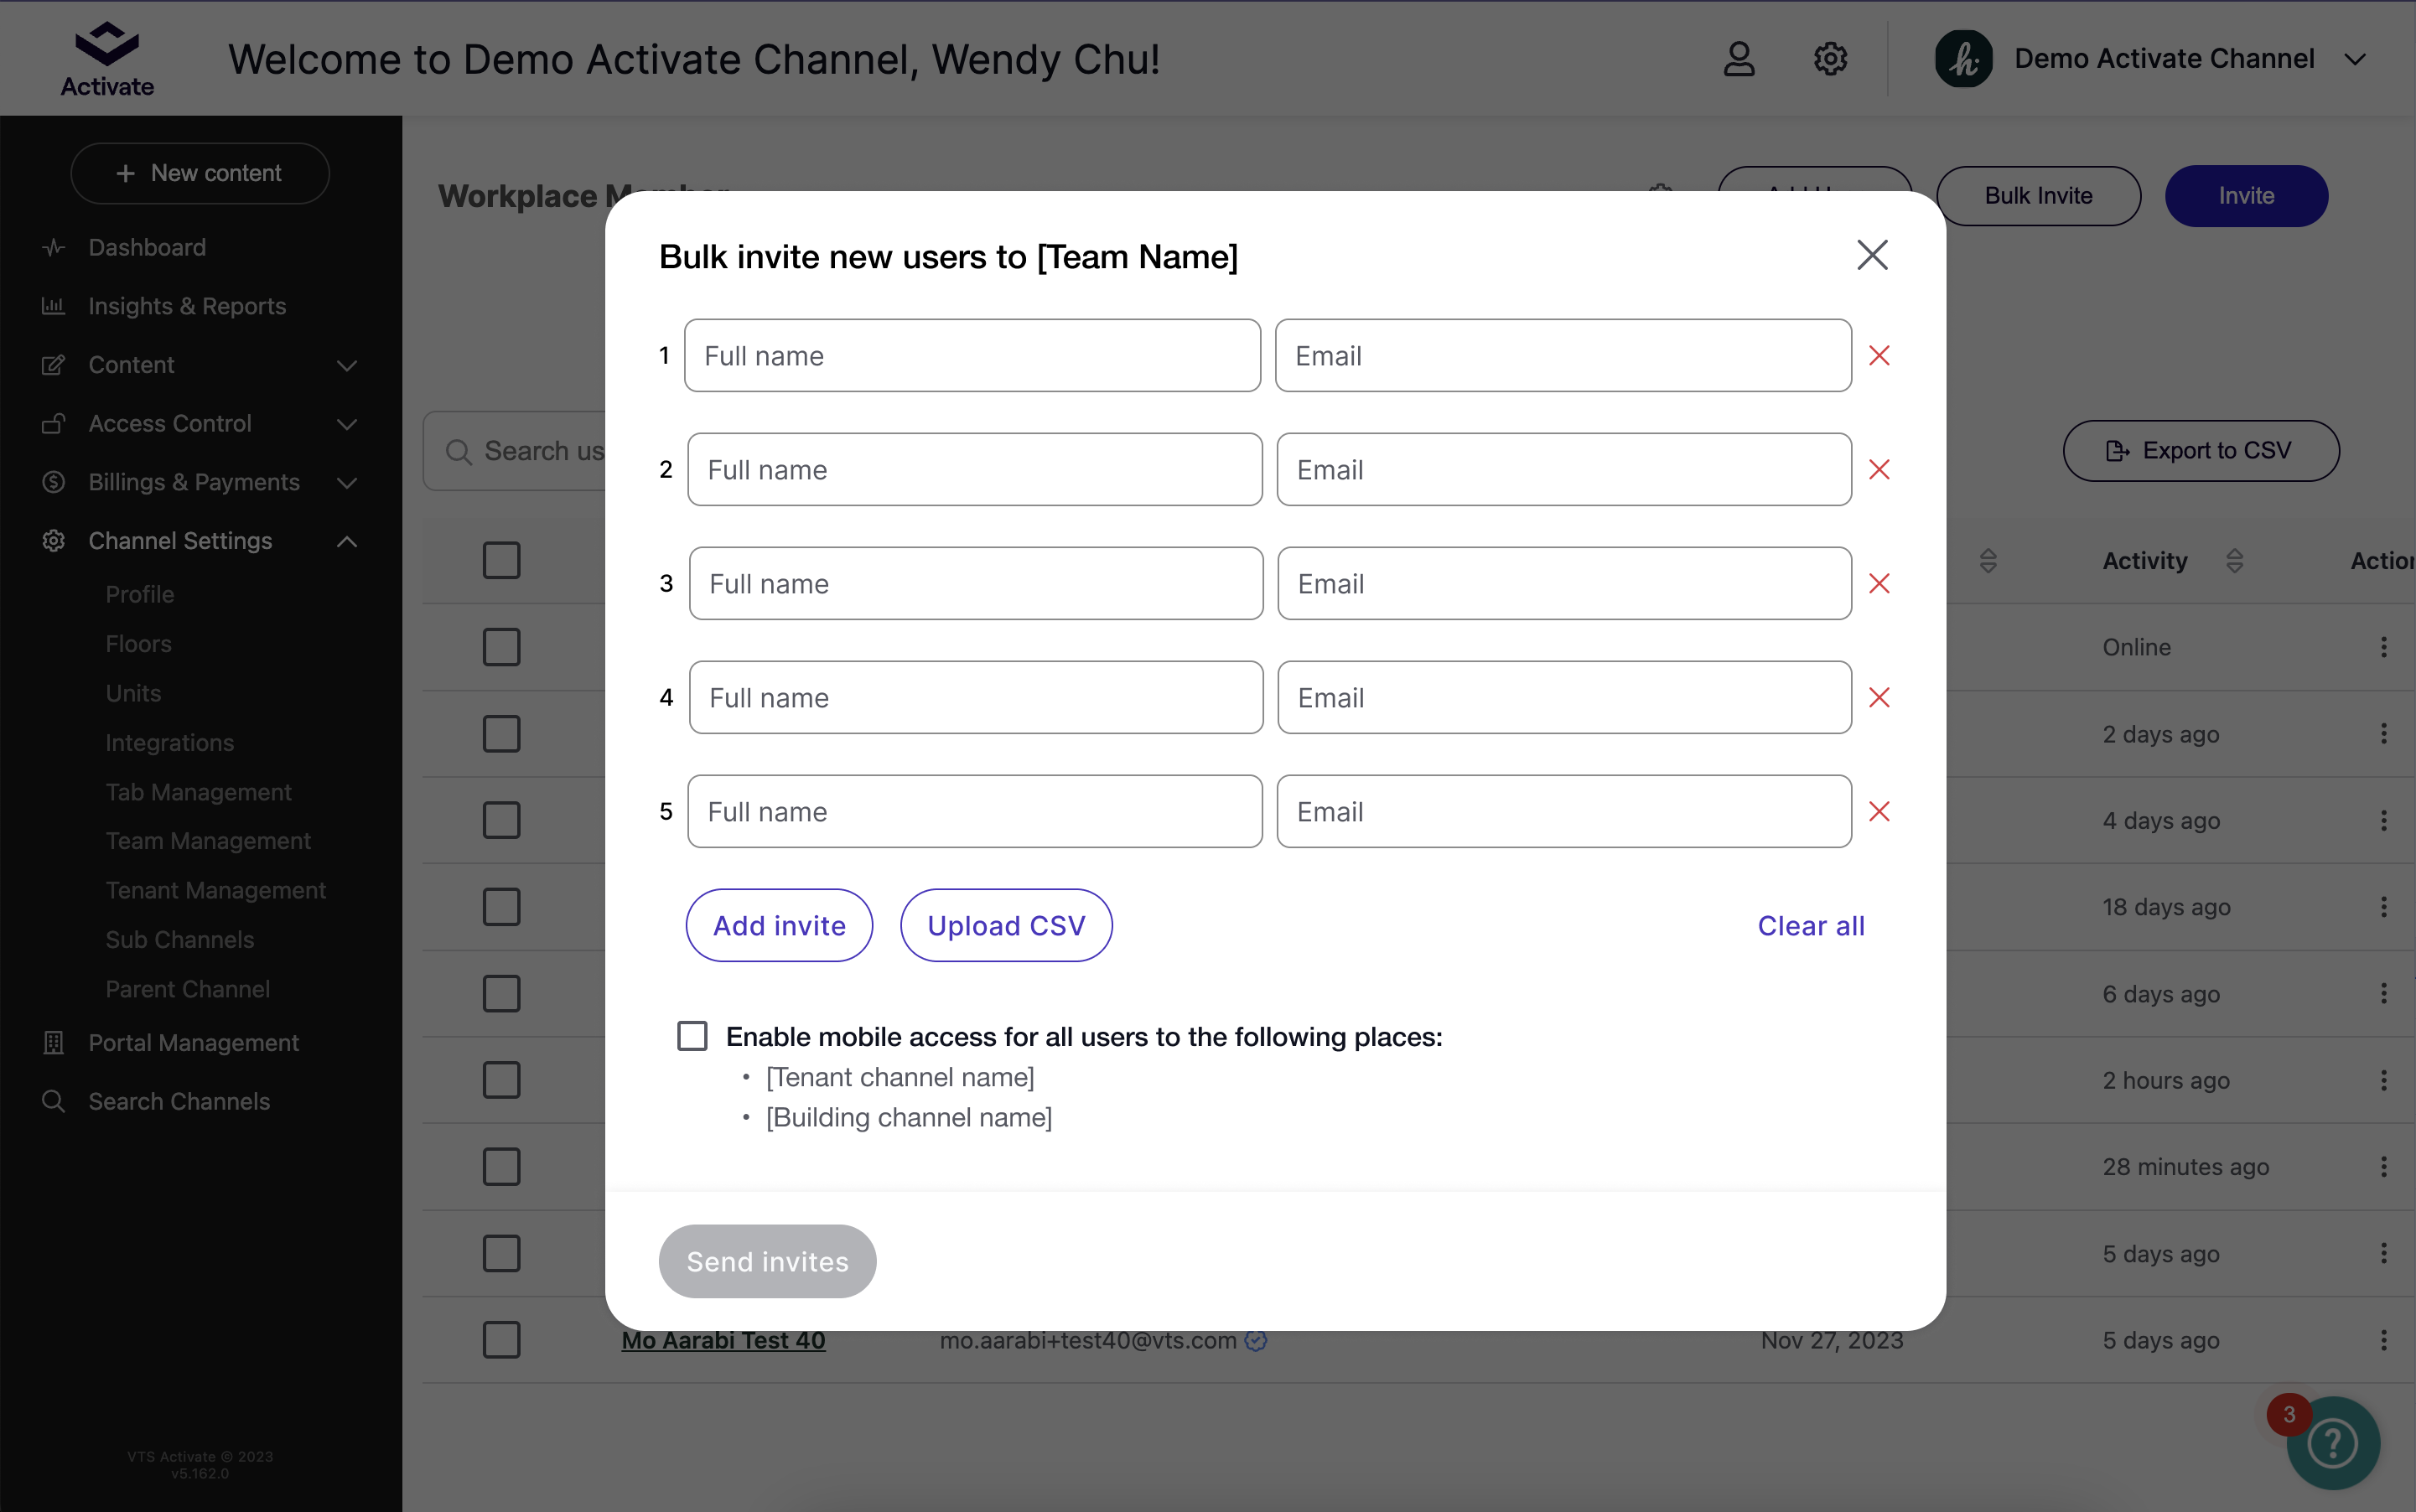 Activate
Welcome to Demo Activate Channel, Wendy Chu!
Demo Activate Channel
New content
Dashboard
Insights & Reports
Content
Access Control
Billings & Payments
Channel Settings
Profile
Floors
Units
Integrations
Tab Management
Team Management
Tenant Management
Sub Channels
Parent Channel
Portal Management
Search Channels
VTS Activate © 2023
v5.162.0
Workplace
Bulk Invite
Invite
Search us
Export to CSV
Activity
Action
Online
2 days ago
4 days ago
18 days ago
6 days ago
2 hours ago
28 minutes ago
5 days ago
Mo Aarabi Test 40 mo.aarabi+test40@vts.com Nov 27, 2023 5 days ago
Bulk invite new users to [Team Name]
1 Full name Email
2 Full name Email
3 Full name Email
4 Full name Email
5 Full name Email
Add invite Upload CSV Clear all
Enable mobile access for all users to the following places:
• [Tenant channel name]
• [Building channel name]
Send invites
3
?